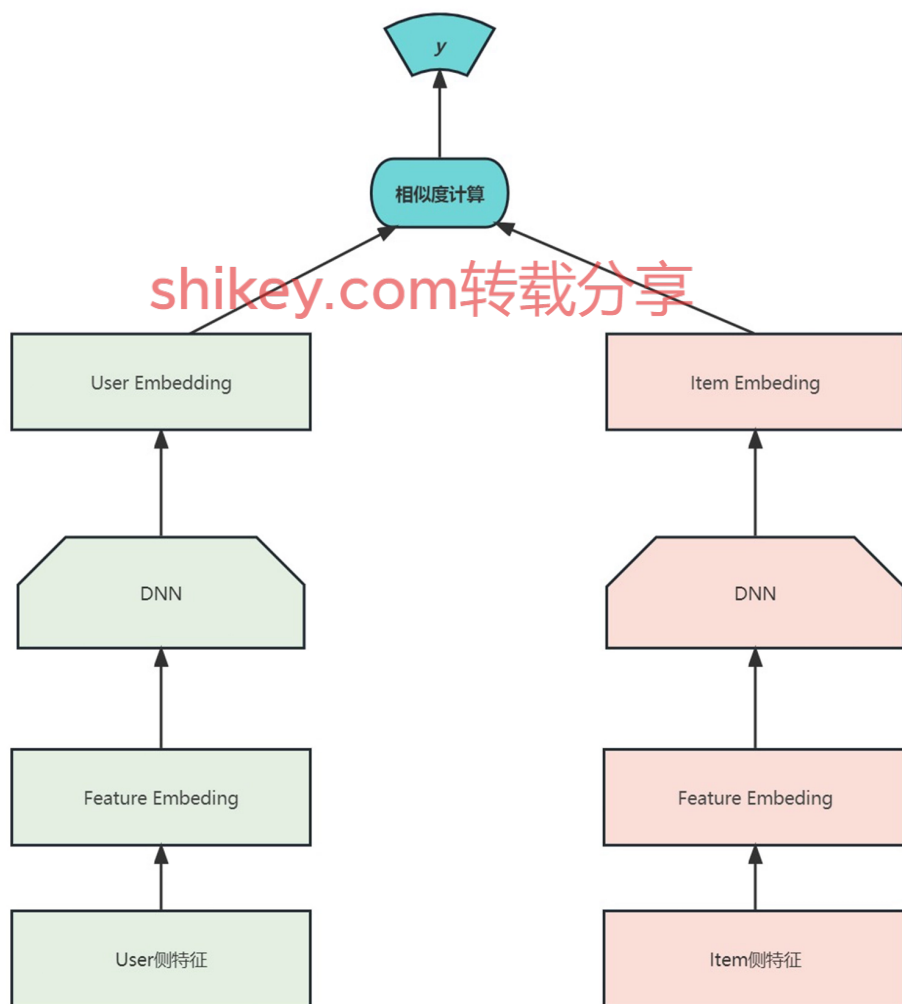 y
相似度计算
shikey.com转载分享
User Embedding
Item Embeding
DNN
DNN
Feature Embeding
Feature Embeding
User侧特征
Item侧特征